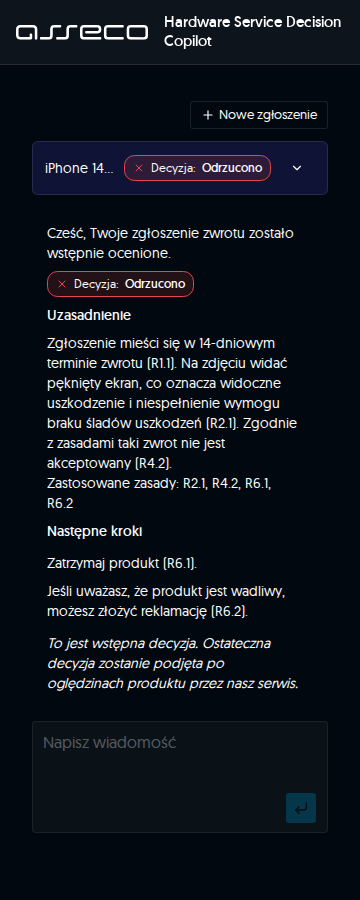 asseco
Hardware Service Decision
Copilot
Nowe zgłoszenie
iPhone 14... Decyzja: Odrzucono
Cześć, Twoje zgłoszenie zwrotu zostało
wstępnie ocenione.
Decyzja: Odrzucono
Uzasadnienie
Zgłoszenie mieści się w 14-dniowym
terminie zwrotu (R1.1). Na zdjęciu widać
pęknięty ekran, co oznacza widoczne
uszkodzenie i niespełnienie wymogu
braku śladów uszkodzeń (R2.1). Zgodnie
z zasadami taki zwrot nie jest
akceptowany (R4.2).
Zastosowane zasady: R2.1, R4.2, R6.1,
R6.2
Następne kroki
Zatrzymaj produkt (R6.1).
Jeśli uważasz, że produkt jest wadliwy,
możesz złożyć reklamację (R6.2).
To jest wstępna decyzja. Ostateczna
decyzja zostanie podjęta po
oględzinach produktu przez nasz serwis.
Napisz wiadomość